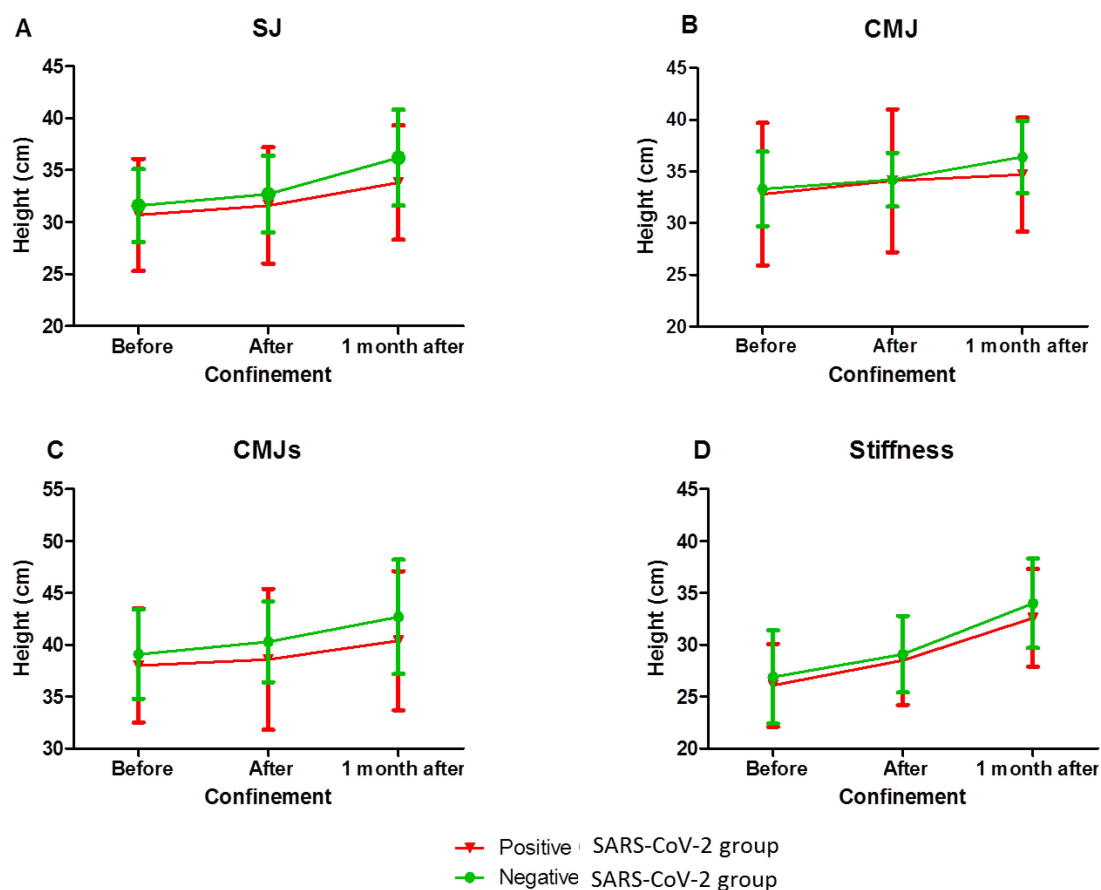 A SJ
45
40
35
30
25
20
Height (cm)
Before After 1 month after
Confinement
B CMJ
45
40
35
30
25
20
Height (cm)
Before After 1 month after
Confinement
C CMJs
55
50
45
40
35
30
Height (cm)
Before After 1 month after
Confinement
D Stiffness
45
40
35
30
25
20
Height (cm)
Before After 1 month after
Confinement
Positive SARS-CoV-2 group
Negative SARS-CoV-2 group